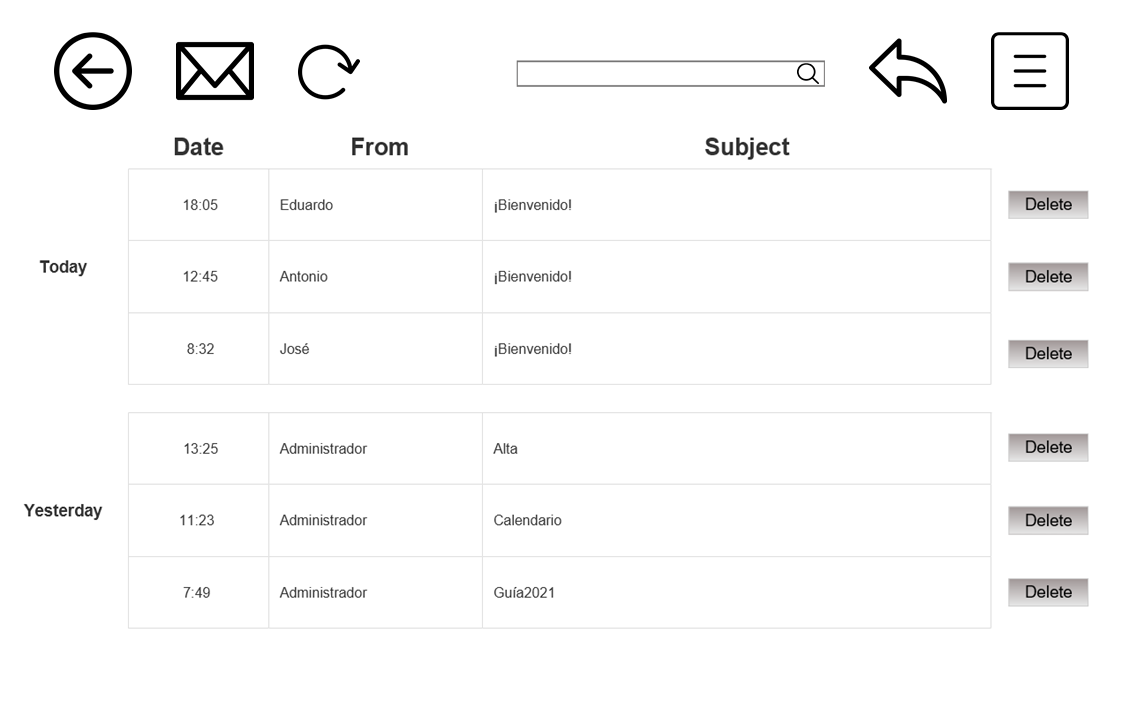 Date From Subject
18:05 Eduardo ¡Bienvenido! Delete
Today
12:45 Antonio ¡Bienvenido! Delete
8:32 José ¡Bienvenido! Delete
13:25 Administrador Alta Delete
Yesterday
11:23 Administrador Calendario Delete
7:49 Administrador Guía2021 Delete